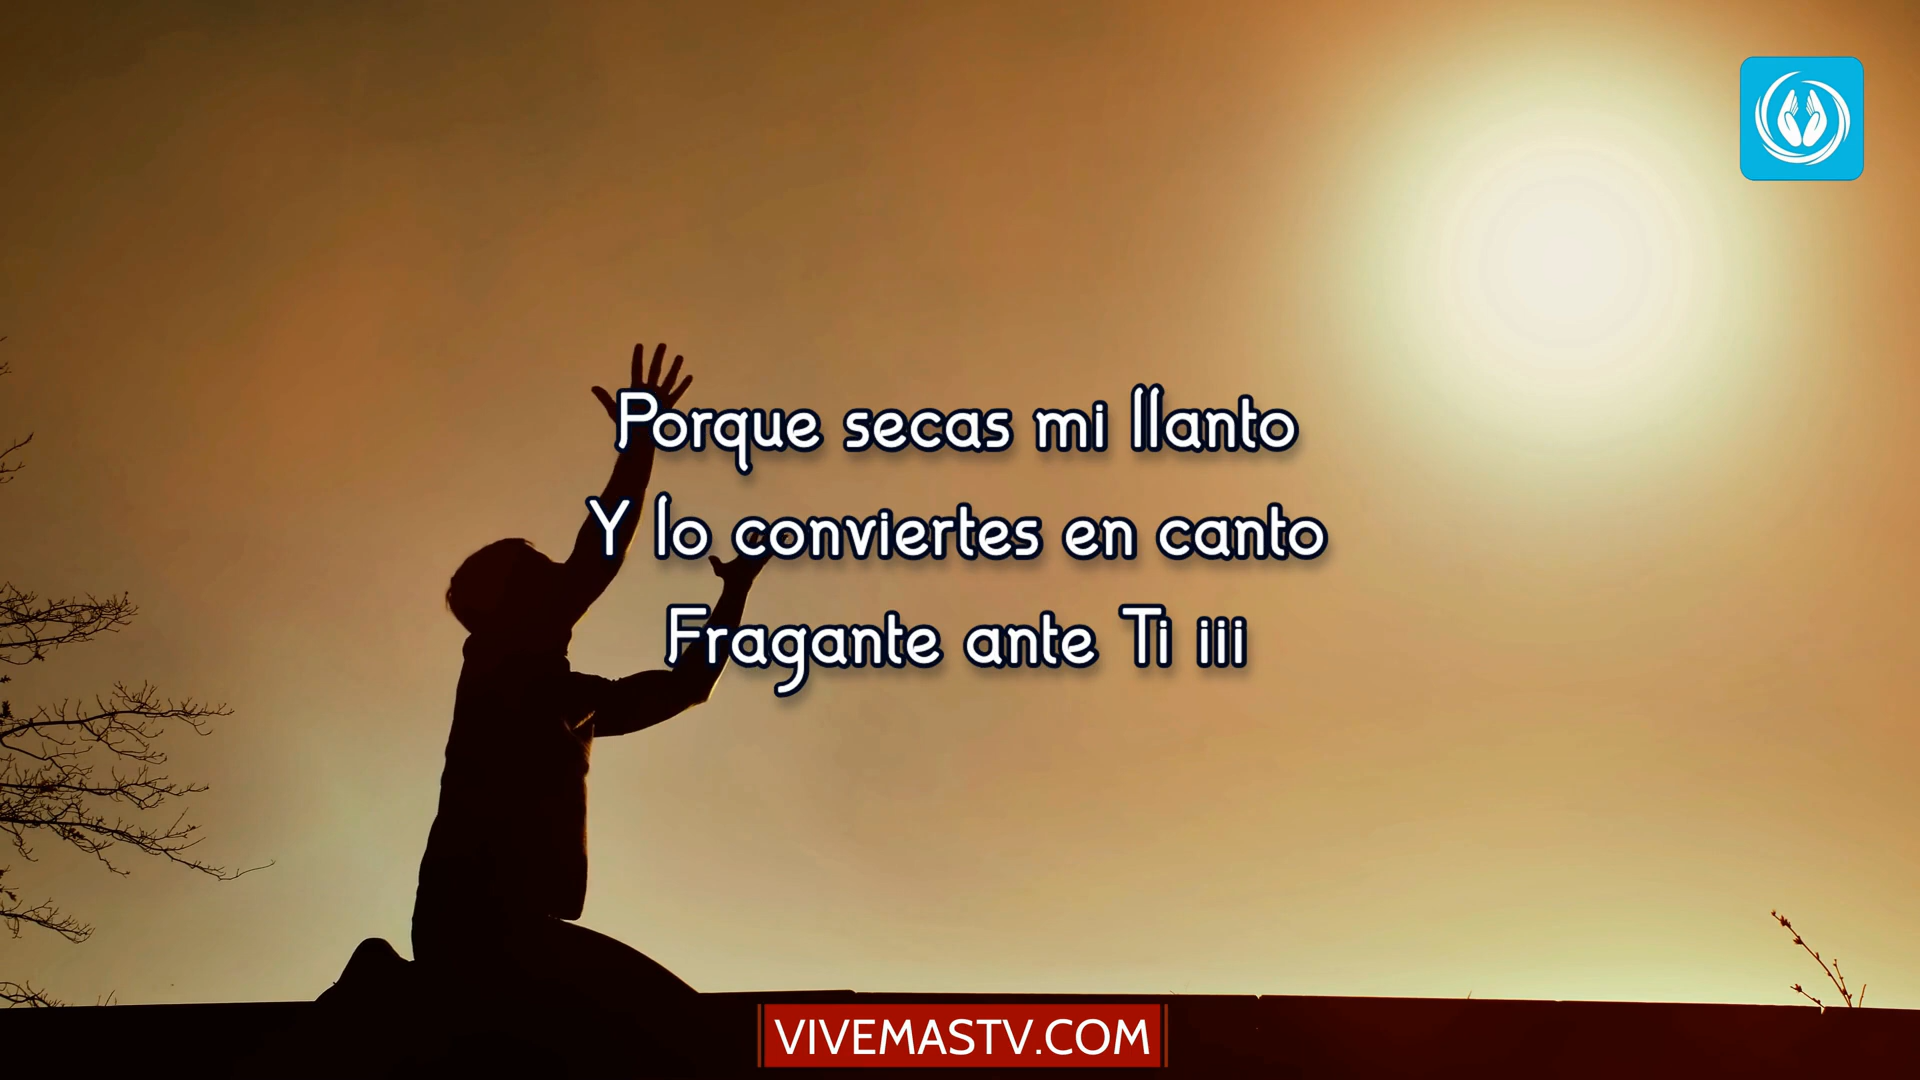 Porque secas mi llanto
Y lo conviertes en canto
Fragante ante Ti iii
VIVEMASTV.COM